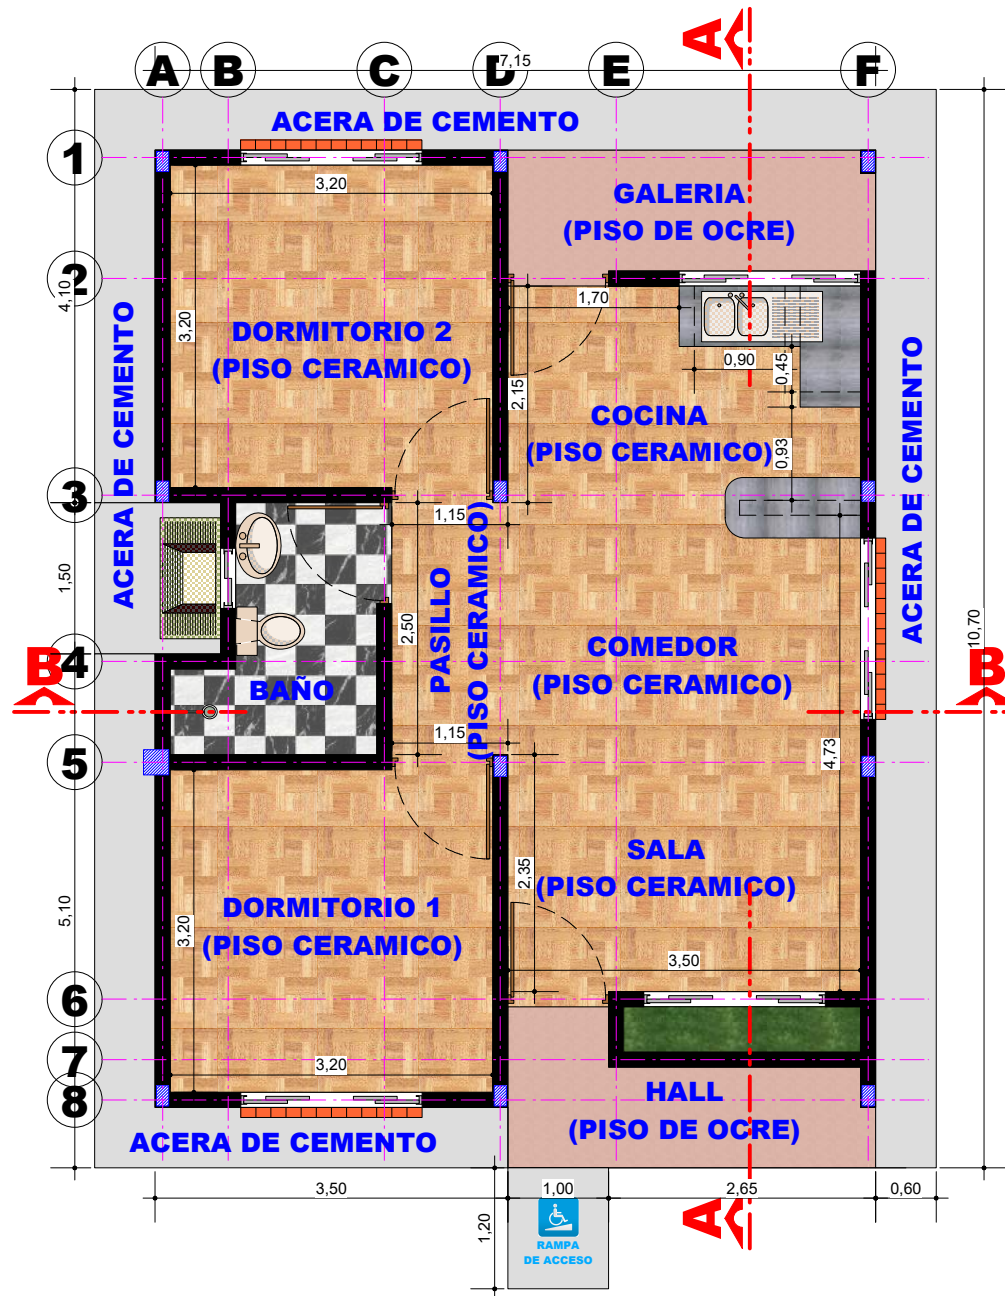 A
7,15
A
B
C
D
E
F
ACERA DE CEMENTO
1
3,20
GALERIA
(PISO DE OCRE)
2
4,10
1,70
3,20
DORMITORIO 2
(PISO CERAMICO)
0,90
0,45
2,15
COCINA
(PISO CERAMICO)
0,93
ACERA DE CEMENTO
ACERA DE CEMENTO
3
1,15
1,50
2,50
PASILLO
(PISO CERAMICO)
COMEDOR
(PISO CERAMICO)
10,70
4
B
B
BAÑO
1,15
4,73
5
SALA
(PISO CERAMICO)
2,35
5,10
3,20
DORMITORIO 1
(PISO CERAMICO)
3,50
6
7
3,20
8
HALL
(PISO DE OCRE)
ACERA DE CEMENTO
3,50
1,00
2,65
0,60
1,20
A
RAMPA
DE ACCESO